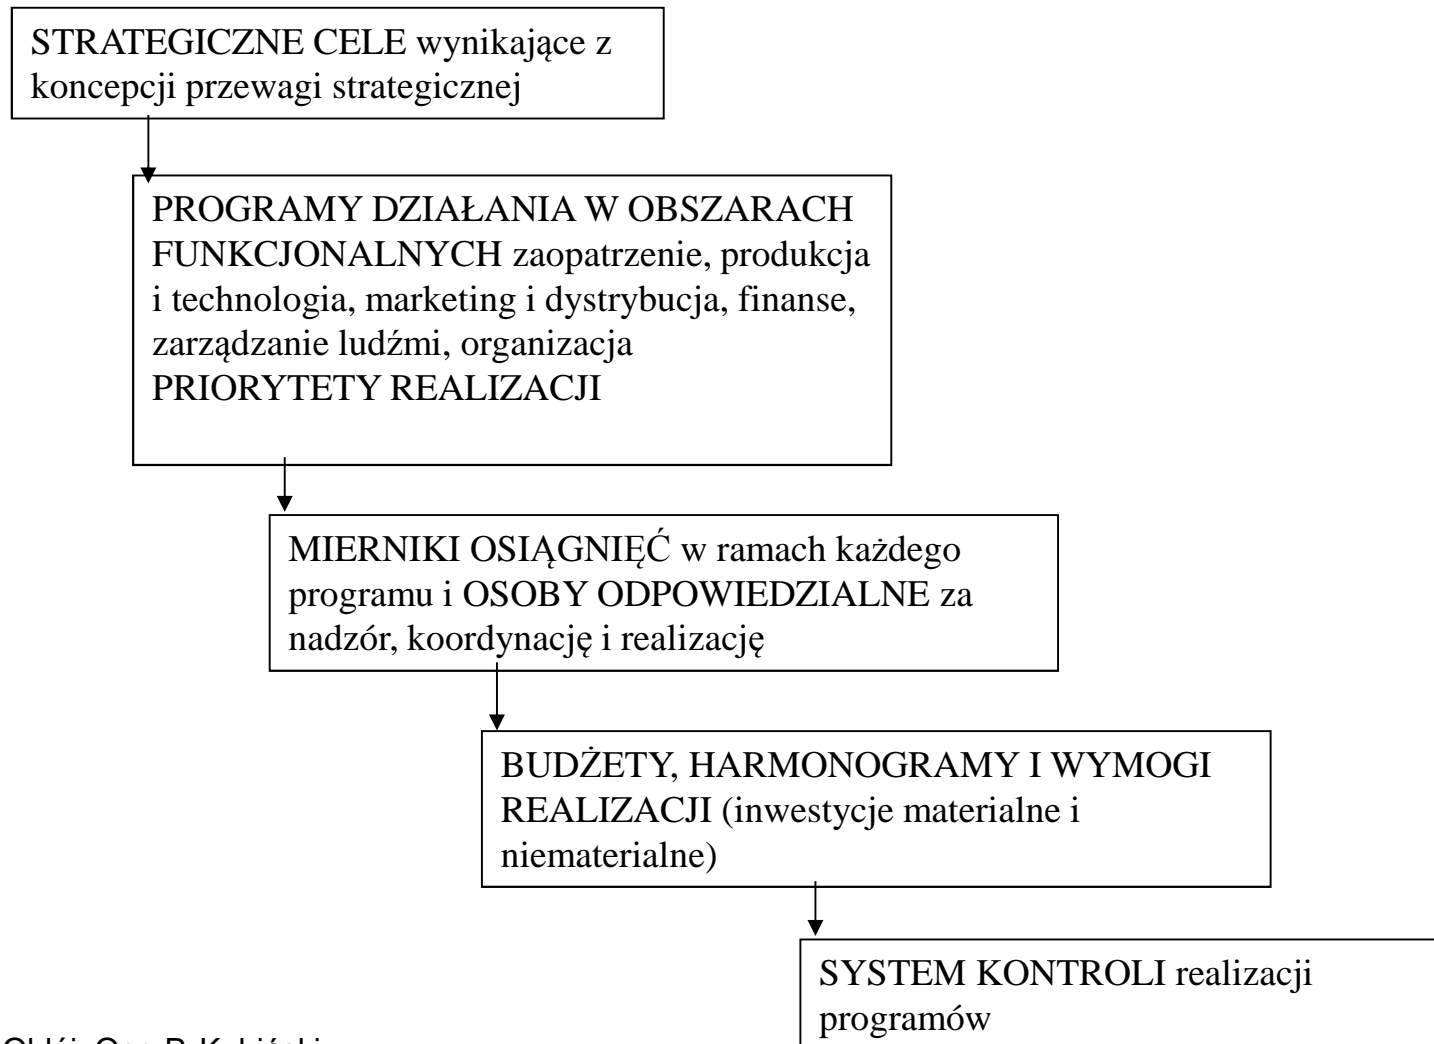 STRATEGICZNE CELE wynikające z
koncepcji przewagi strategicznej
PROGRAMY DZIAŁANIA W OBSZARACH
FUNKCJONALNYCH zaopatrzenie, produkcja
i technologia, marketing i dystrybucja, finanse,
zarządzanie ludźmi, organizacja
PRIORYTETY REALIZACJI
MIERNIKI OSIĄGNIĘĆ w ramach każdego
programu i OSOBY ODPOWIEDZIALNE za
nadzór, koordynację i realizację
BUDŻETY, HARMONOGRAMY I WYMOGI
REALIZACJI (inwestycje materialne i
niematerialne)
SYSTEM KONTROLI realizacji
programów